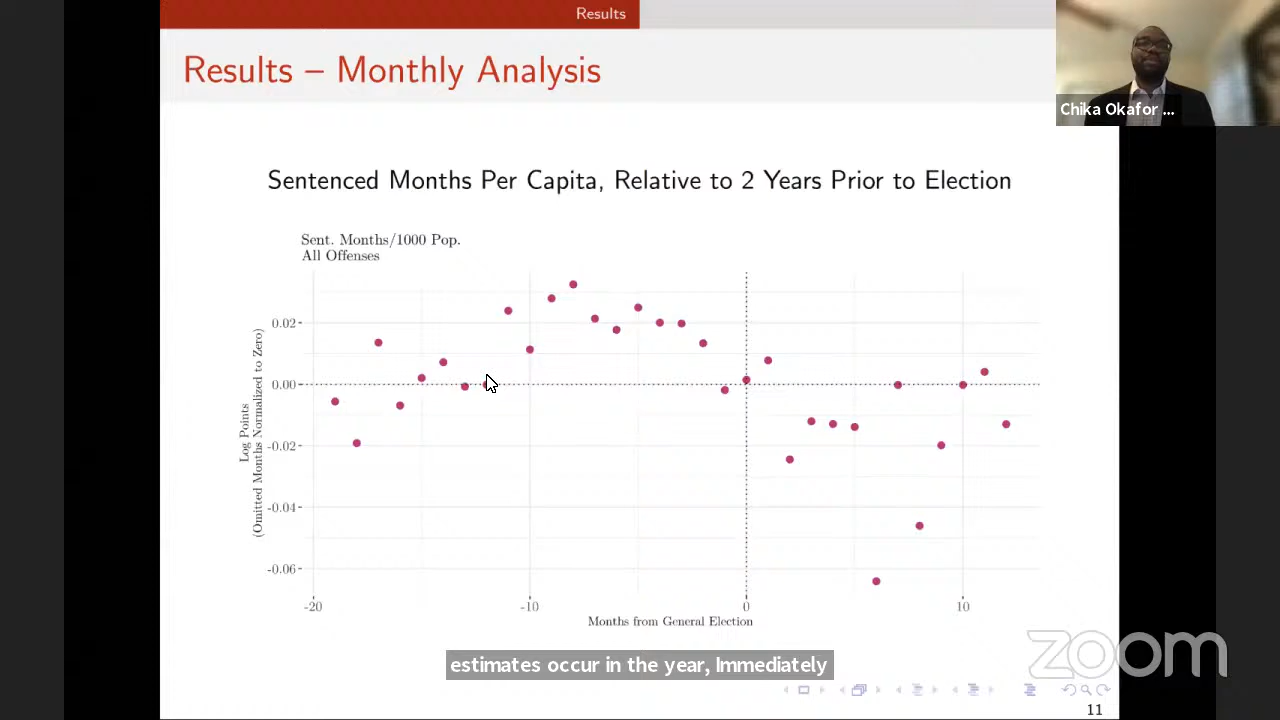 Results
Results – Monthly Analysis
Chika Okafor ...
Sentenced Months Per Capita, Relative to 2 Years Prior to Election
Sent. Months/1000 Pop.
All Offenses
Log Points
(Omitted Months Normalized to Zero)
0.02
0.00
-0.02
-0.04
-0.06
-20
-10
0
10
Months from General Election
estimates occur in the year, Immediately
zoom
11